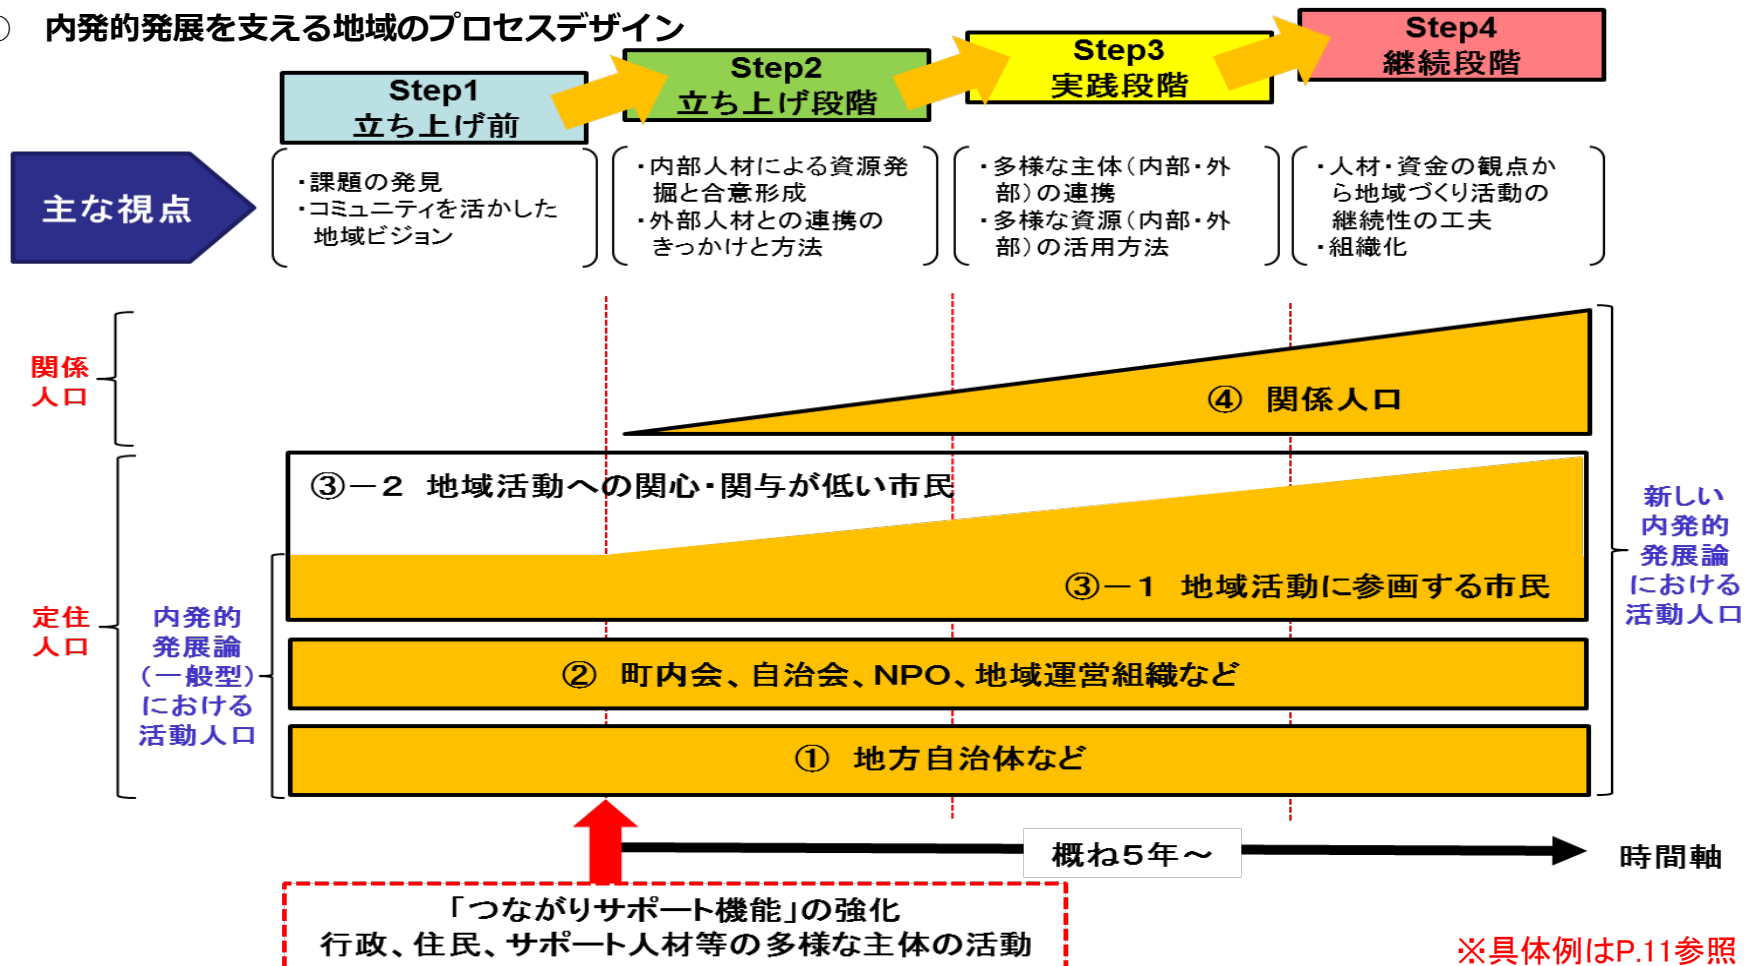 ○　内発的発展を支える地域のプロセスデザイン
Step1
立ち上げ前
Step2
立ち上げ段階
Step3
実践段階
Step4
継続段階
主な視点
・課題の発見
・コミュニティを活かした
地域ビジョン
・内部人材による資源発
掘と合意形成
・外部人材との連携の
きっかけと方法
・多様な主体（内部・外
部）の連携
・多様な資源（内部・外
部）の活用方法
・人材・資金の観点か
ら地域づくり活動の
継続性の工夫
・組織化
関係
人口
④　関係人口
③－2　地域活動への関心・関与が低い市民
③－1　地域活動に参画する市民
定住
人口
内発的
発展論
（一般型）
における
活動人口
②　町内会、自治会、NPO、地域運営組織など
①　地方自治体など
新しい
内発的
発展論
における
活動人口
概ね5年～
時間軸
「つながりサポート機能」の強化
行政、住民、サポート人材等の多様な主体の活動
※具体例はP.11参照